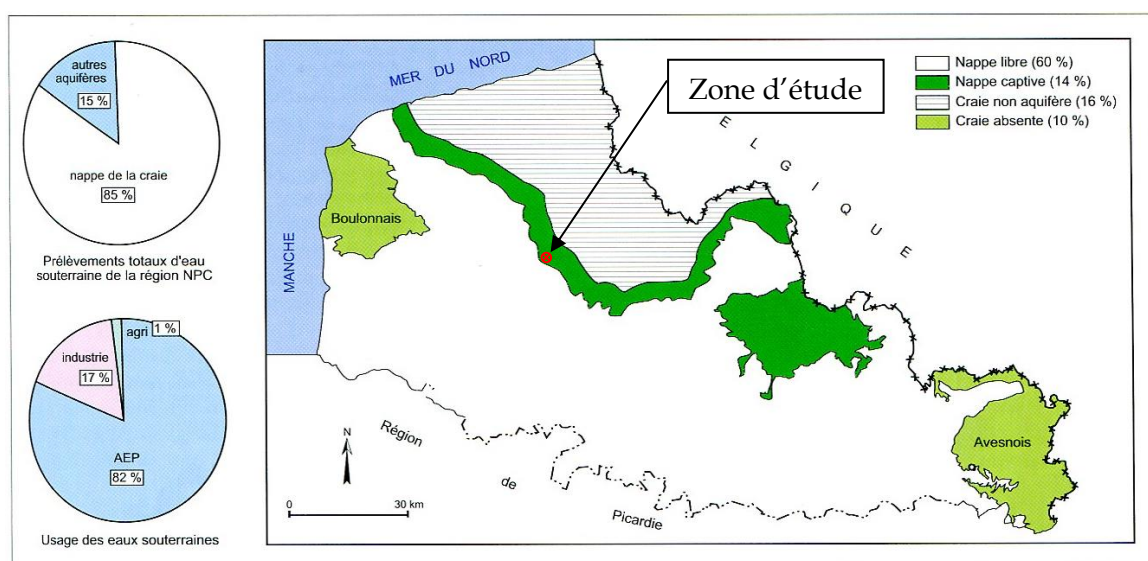 autres
aquifères
15 %
nappe de la craie
85 %
Prélèvements totaux d'eau
souterraine de la région NPC
agri 1 %
industrie
17 %
AEP
82 %
Usage des eaux souterraines
MER DU NORD
Zone d'étude
Nappe libre (60 %)
Nappe captive (14 %)
Craie non aquifère (16 %)
Craie absente (10 %)
E L G I Q U E
Boulonnais
MANCHE
Avesnois
Région
de
Picardie
N
0 30 km